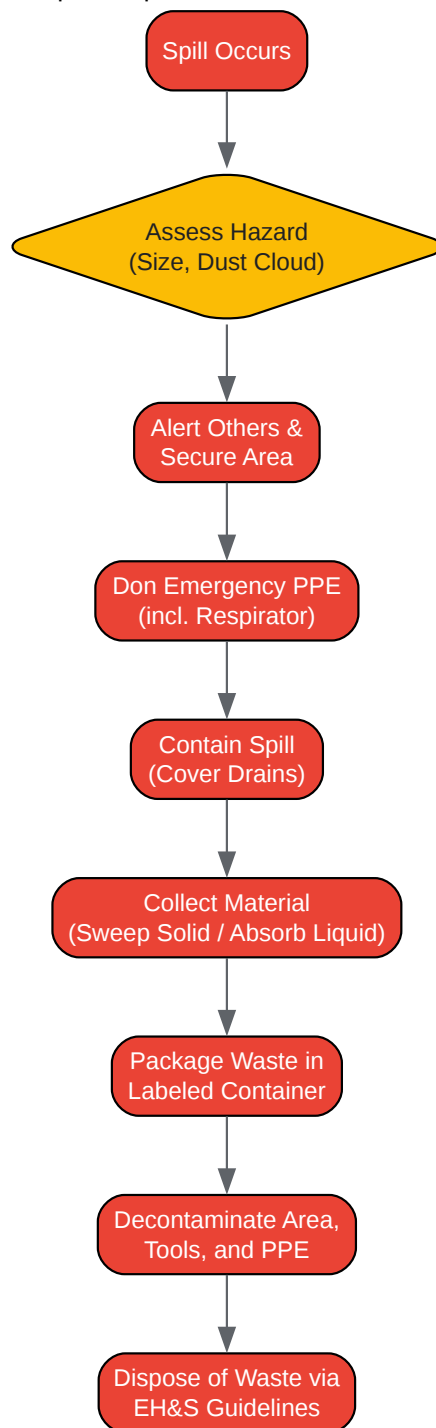 Spill Occurs
Assess Hazard
(Size, Dust Cloud)
Alert Others &
Secure Area
Don Emergency PPE
(incl. Respirator)
Contain Spill
(Cover Drains)
Collect Material
(Sweep Solid / Absorb Liquid)
Package Waste in
Labeled Container
Decontaminate Area,
Tools, and PPE
Dispose of Waste via
EH&S Guidelines